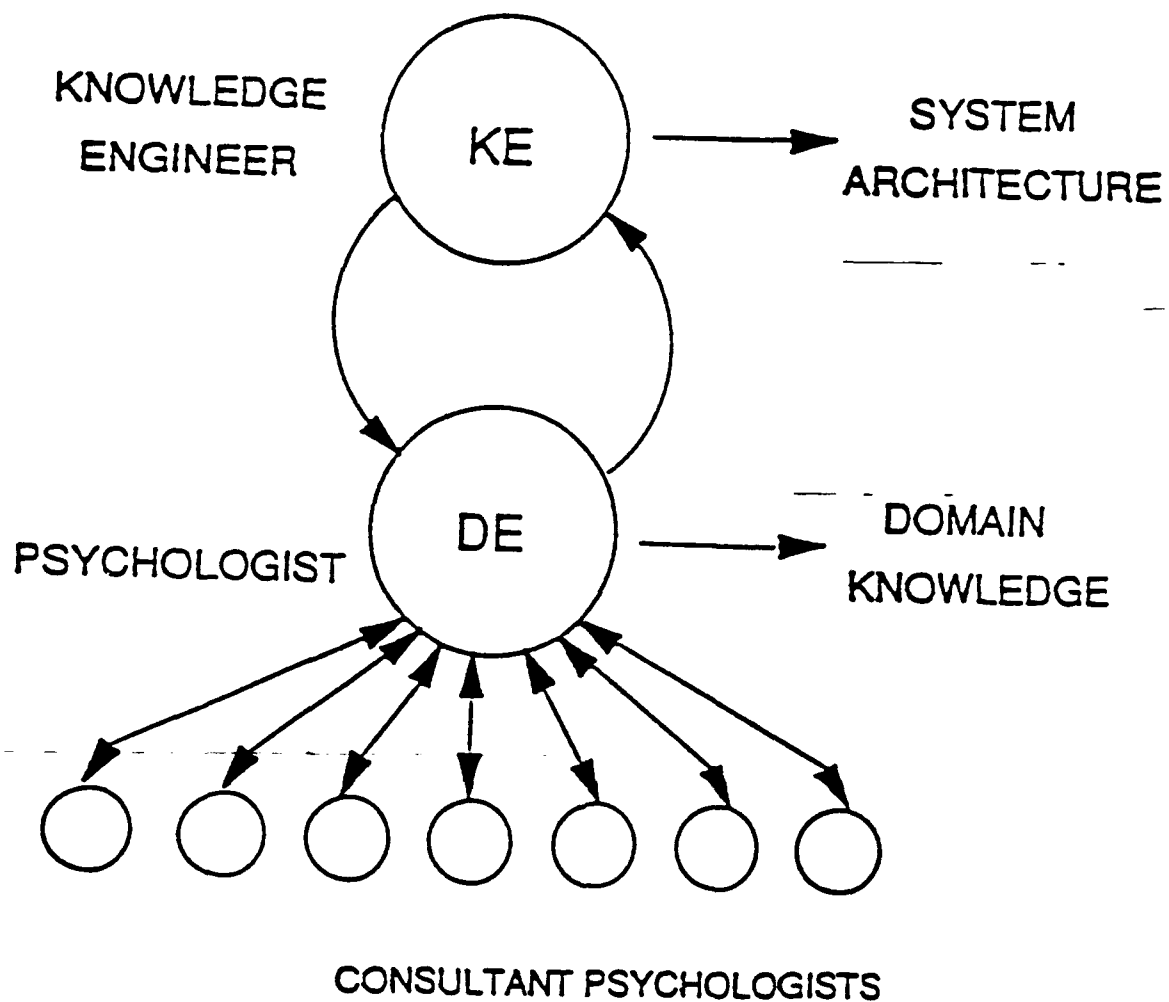 KNOWLEDGE
ENGINEER
KE
SYSTEM
ARCHITECTURE
PSYCHOLOGIST
DE
DOMAIN
KNOWLEDGE
CONSULTANT PSYCHOLOGISTS